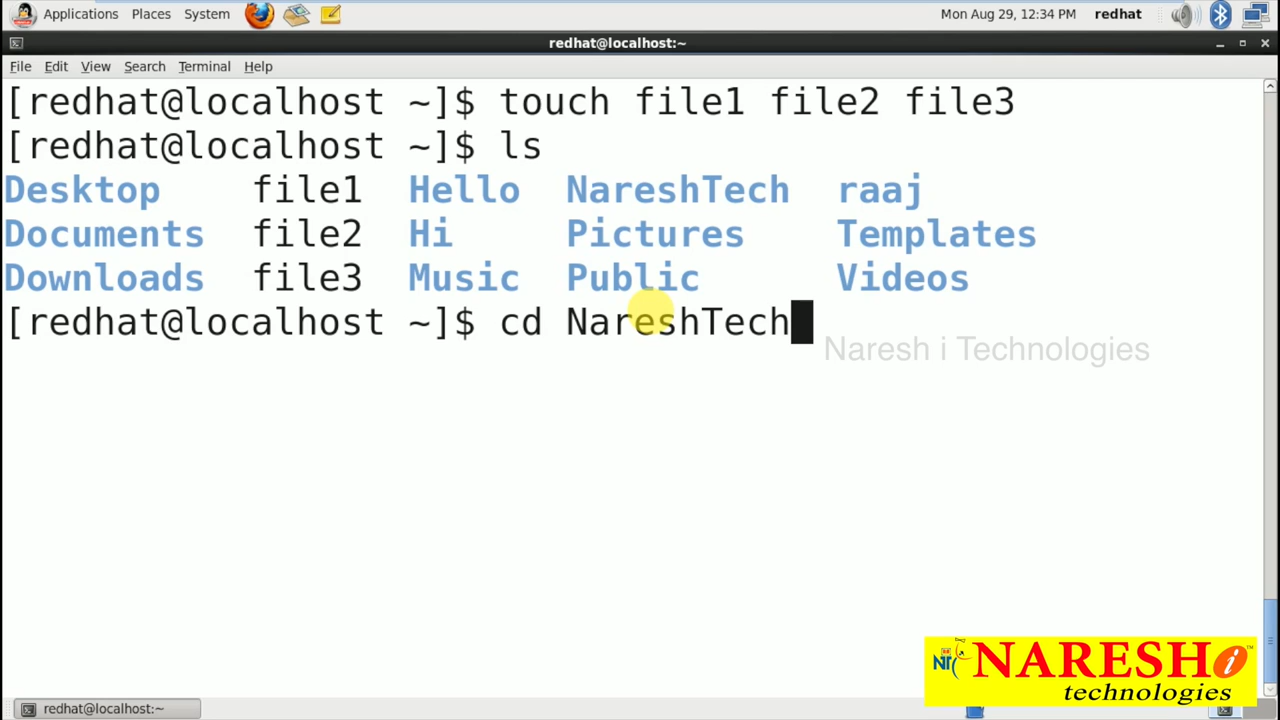 Applications Places System Mon Aug 29, 12:34 PM redhat
redhat@localhost:~
File Edit View Search Terminal Help
[redhat@localhost ~]$ touch file1 file2 file3
[redhat@localhost ~]$ ls
Desktop file1 Hello NareshTech raaj
Documents file2 Hi Pictures Templates
Downloads file3 Music Public Videos
[redhat@localhost ~]$ cd NareshTech
Naresh i Technologies
NARESH i ™
technologies
redhat@localhost:~